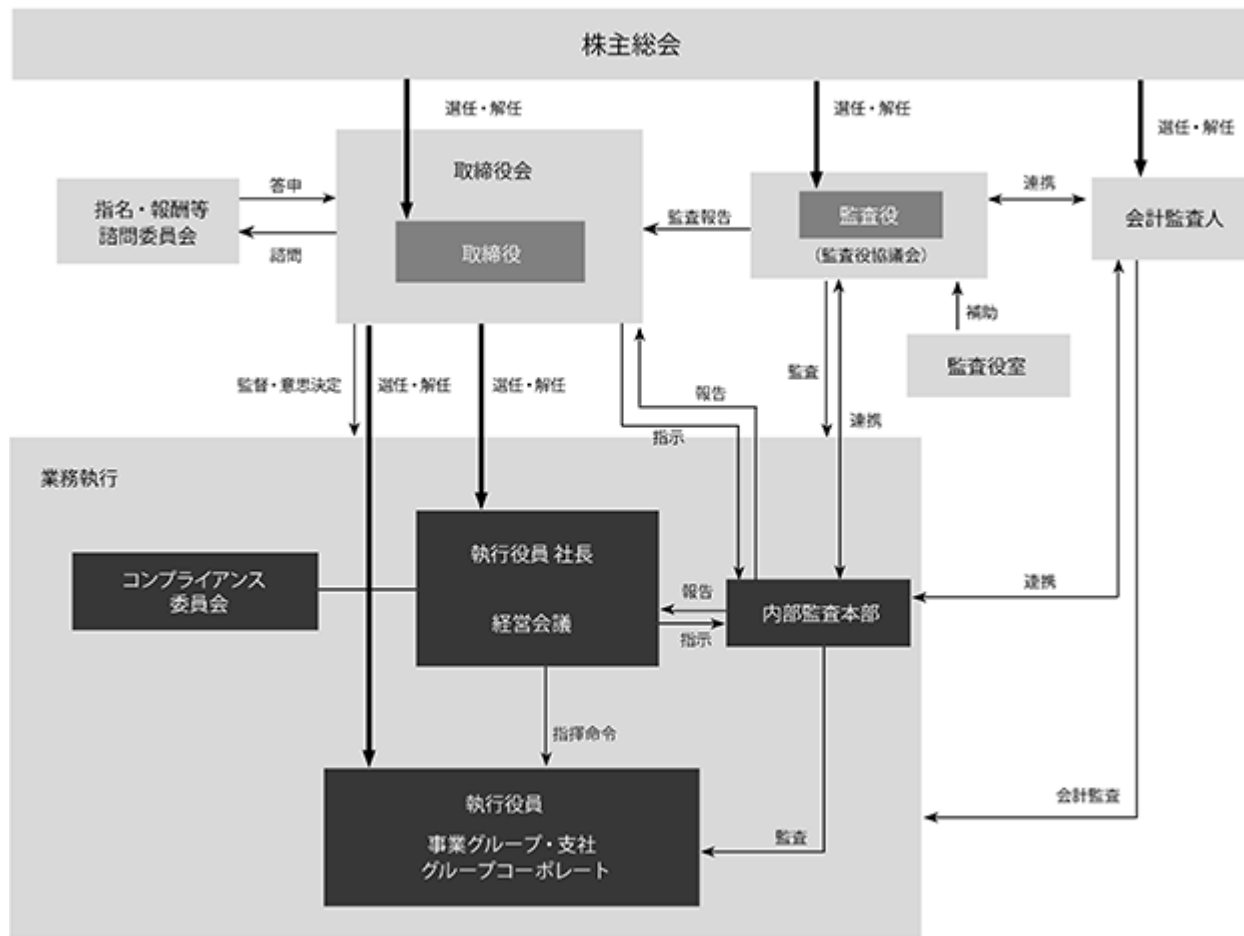 株主総会
選任・解任
選任・解任
選任・解任
取締役会
取締役
答申
諮問
指名・報酬等
諮問委員会
監査報告
監査役
(監査役協議会)
連携
会計監査人
補助
監査役室
監督・意思決定
選任・解任
選任・解任
報告
指示
監査
連携
業務執行
執行役員 社長
経営会議
コンプライアンス
委員会
報告
指示
内部監査本部
連携
指揮命令
会計監査
執行役員
事業グループ・支社
グループコーポレート
監査